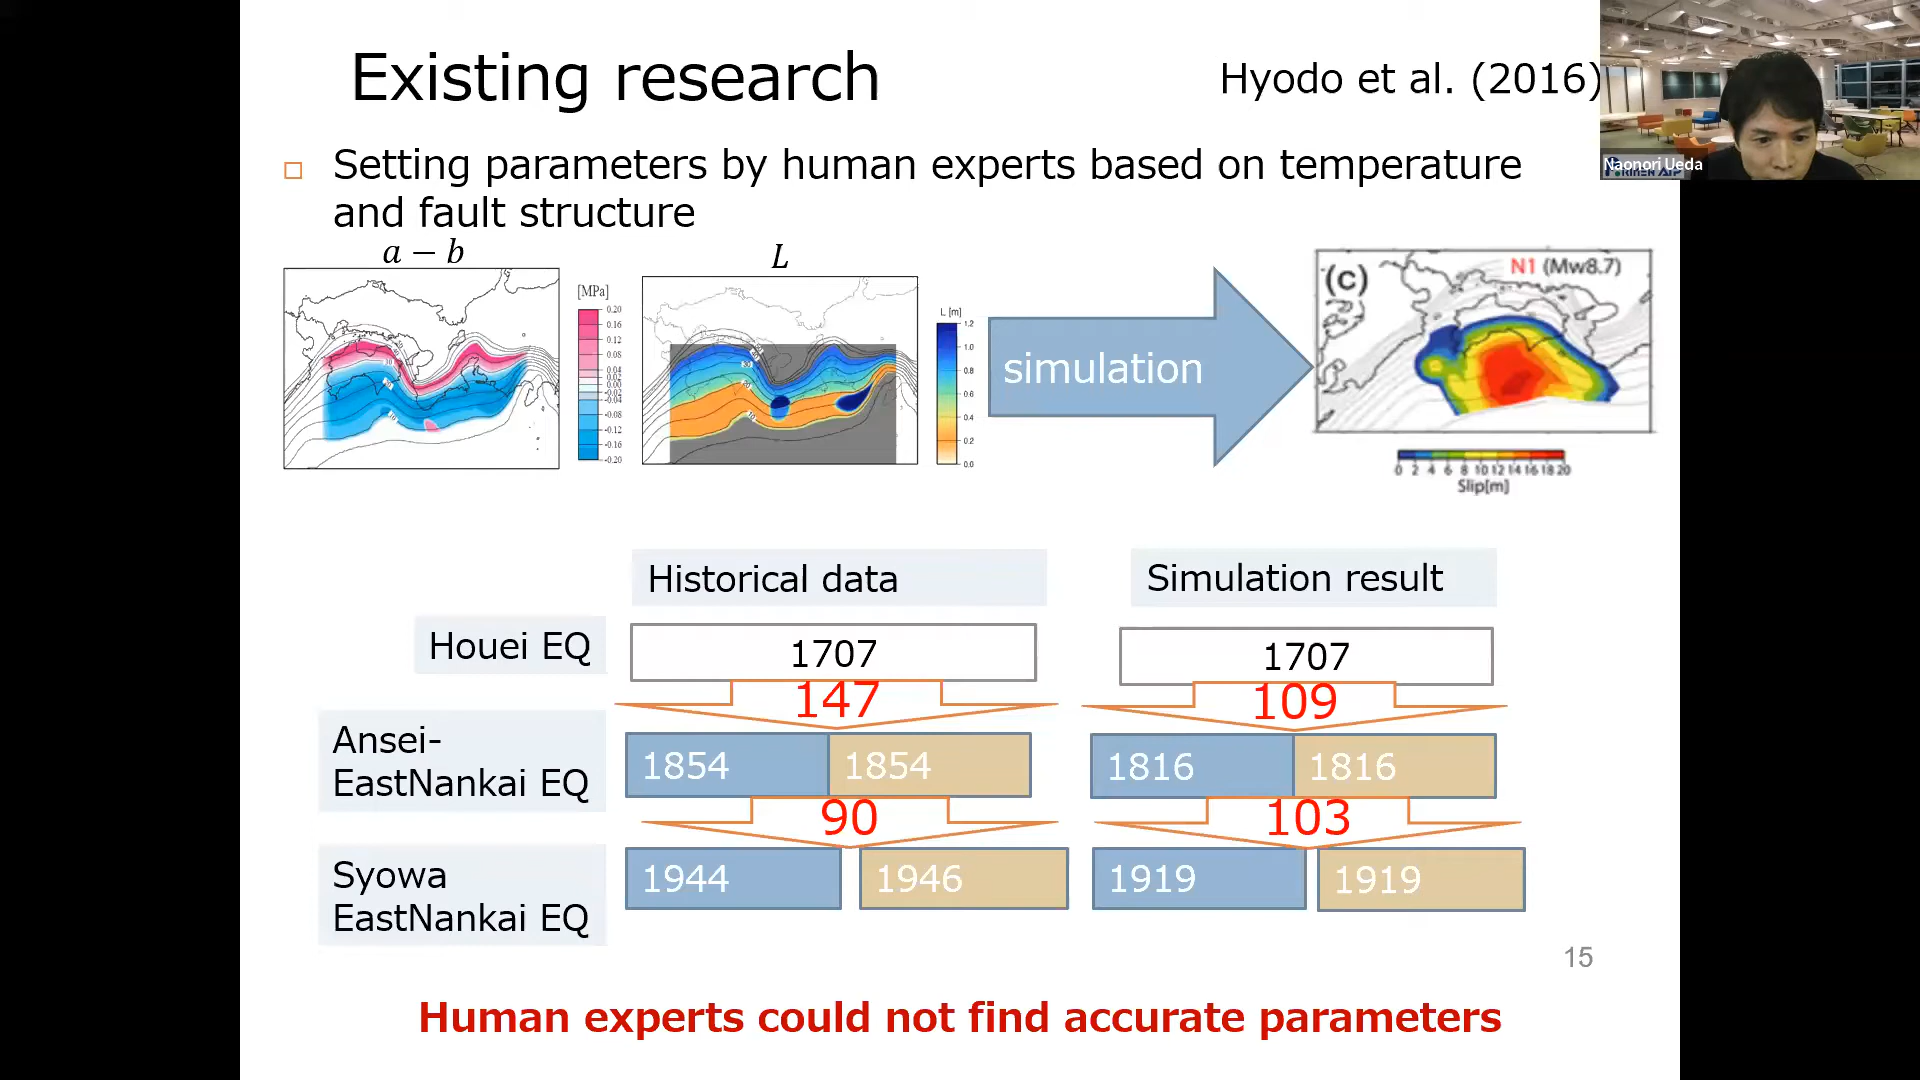 Existing research
Hyodo et al. (2016)
Naonori Ueda
Setting parameters by human experts based on temperature
and fault structure
a − b
L
[MPa]
0.20
0.16
0.12
0.08
0.04
0.02
0.00
-0.02
-0.04
-0.08
-0.12
-0.16
-0.20
L [m]
1.2
1.0
0.8
0.6
0.4
0.2
0.0
simulation
(c)
N1 (Mw8.7)
0 2 4 6 8 10 12 14 16 18 20
Slip[m]
Historical data
Simulation result
Houei EQ
1707
1707
147
109
Ansei-
EastNankai EQ
1854
1854
1816
1816
90
103
Syowa
EastNankai EQ
1944
1946
1919
1919
15
Human experts could not find accurate parameters